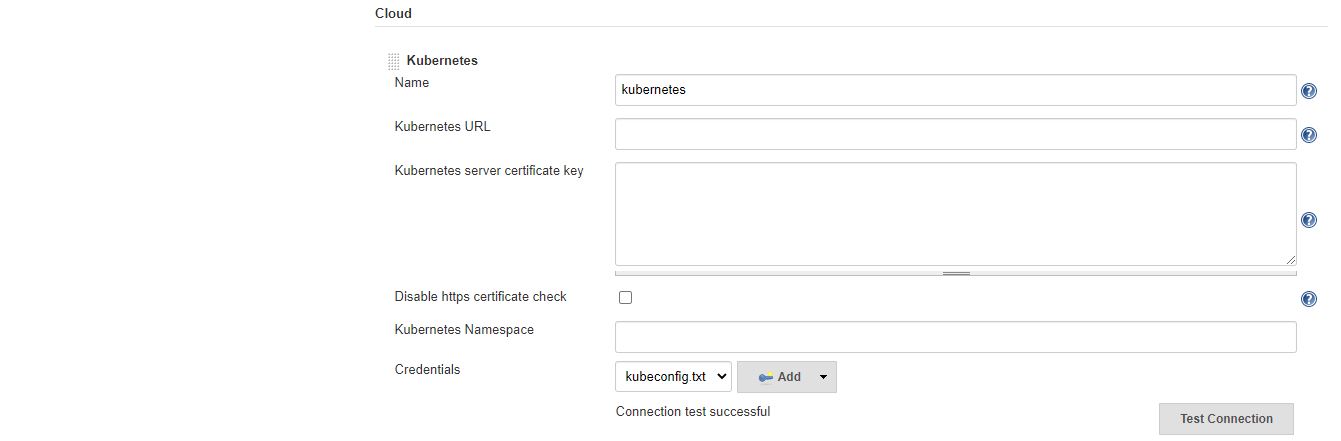 Cloud
Kubernetes
Name
kubernetes
?
Kubernetes URL
?
Kubernetes server certificate key
?
Disable https certificate check
?
Kubernetes Namespace
Credentials
kubeconfig.txt
Add
Connection test successful
Test Connection